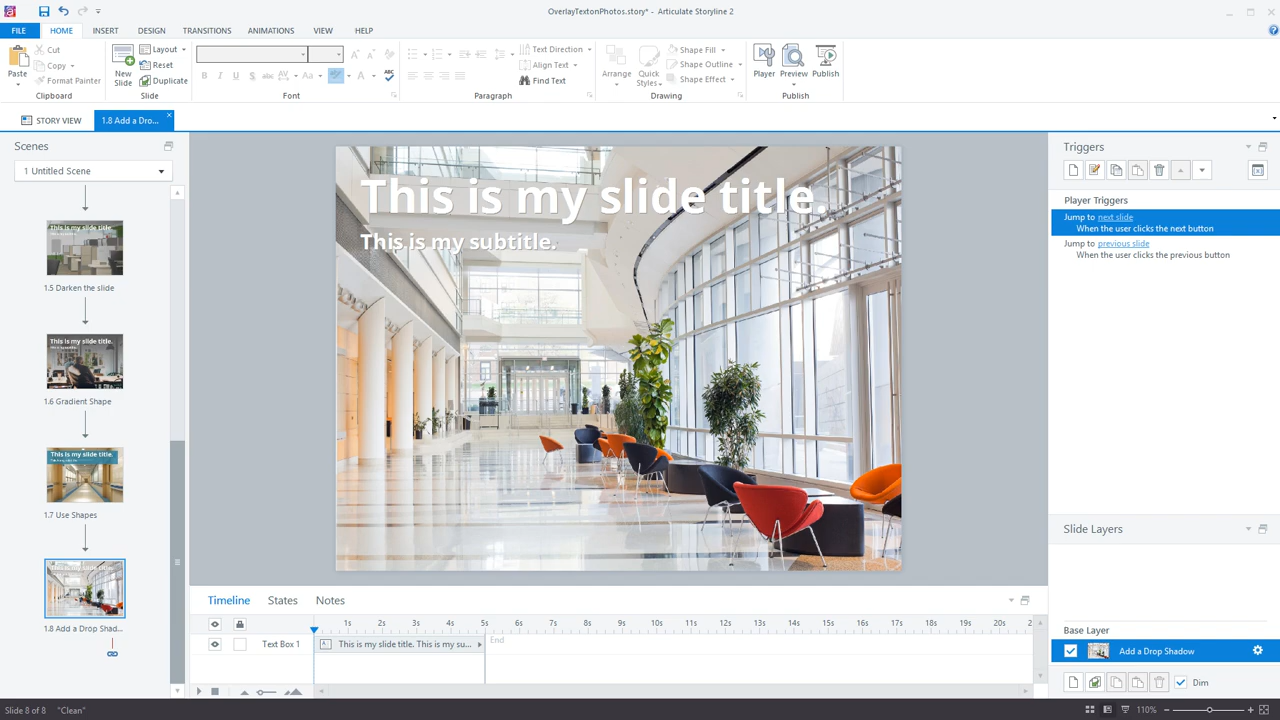 OverlayTextonPhotos.story* - Articulate Storyline 2
FILE HOME INSERT DESIGN TRANSITIONS ANIMATIONS VIEW HELP
Paste
Cut
Copy
Format Painter
Clipboard
New Slide
Layout
Reset
Duplicate
Slide
Font
Text Direction
Align Text
Find Text
Paragraph
Arrange
Quick Styles
Shape Fill
Shape Outline
Shape Effect
Drawing
Player
Preview
Publish
Publish
STORY VIEW
1.8 Add a Dro...
Scenes
1 Untitled Scene
This is my slide title.
1.5 Darken the slide
This is my slide title.
1.6 Gradient Shape
This is my slide title.
1.7 Use Shapes
This is my slide title.
1.8 Add a Drop Shad...
This is my slide title.
This is my subtitle.
Timeline States Notes
1s 2s 3s 4s 5s 6s 7s 8s 9s 10s 11s 12s 13s 14s 15s 16s 17s 18s 19s 20s 2
Text Box 1
This is my slide title. This is my su...
End
Triggers
Player Triggers
Jump to next slide
When the user clicks the next button
Jump to previous slide
When the user clicks the previous button
Slide Layers
Base Layer
Add a Drop Shadow
Dim
Slide 8 of 8 "Clean"
110%